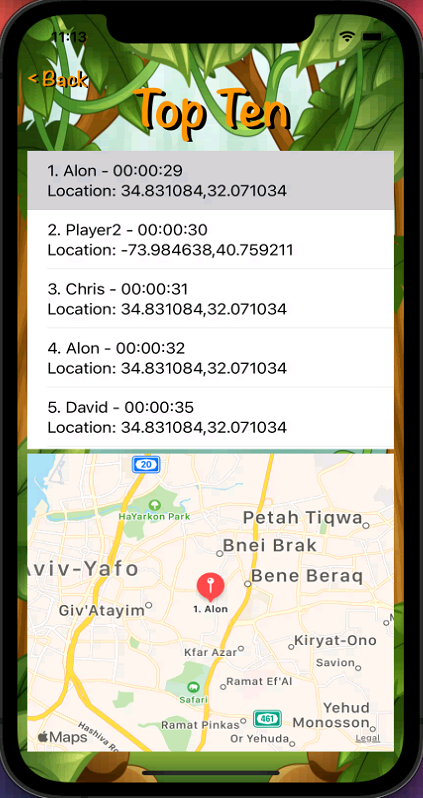 11:13
< Back
Top Ten
1. Alon - 00:00:29
Location: 34.831084,32.071034
2. Player2 - 00:00:30
Location: -73.984638,40.759211
3. Chris - 00:00:31
Location: 34.831084,32.071034
4. Alon - 00:00:32
Location: 34.831084,32.071034
5. David - 00:00:35
Location: 34.831084,32.071034
20
HaYarkon Park
Petah Tiqwa
Bnei Brak
Aviv-Yafo
Bene Beraq
1. Alon
Giv'Atayim
Kiryat-Ono
Kfar Azar
Savion
Ramat Ef'Al
Safari
Yehud
Monosson
461
Ramat Pinkas
Hashiva Ro
Or Yehuda
Maps
Legal